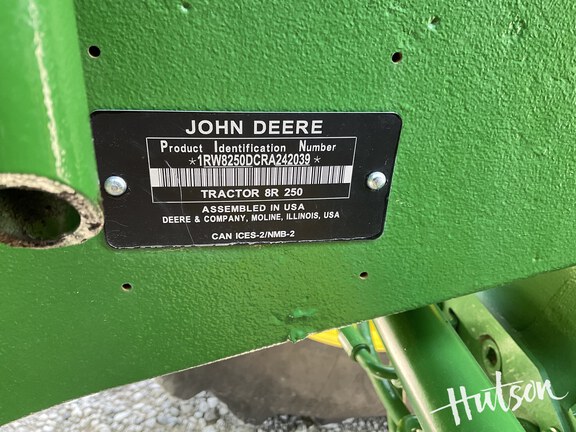 JOHN DEERE
Product Identification Number
*1RW8250DCRA242039*
TRACTOR 8R 250
ASSEMBLED IN USA
DEERE & COMPANY, MOLINE, ILLINOIS, USA
CAN ICES-2/NMB-2
Hutson